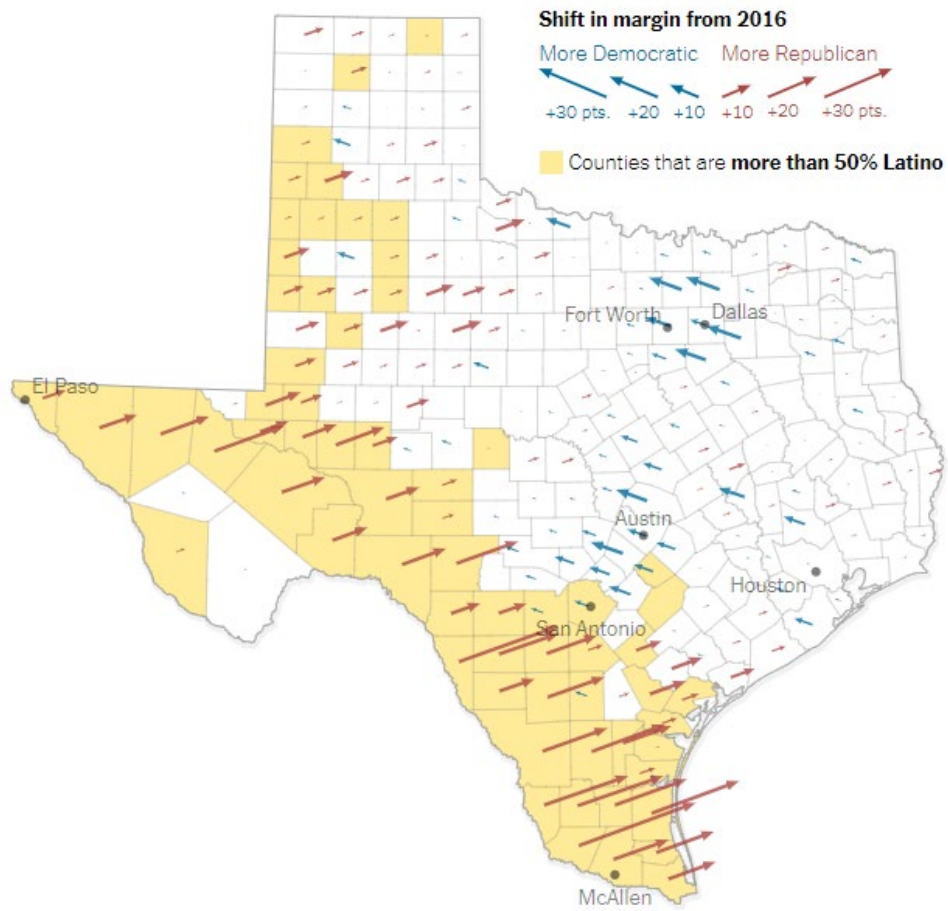 Shift in margin from 2016
More Democratic More Republican
+30 pts. +20 +10 +10 +20 +30 pts.
Counties that are more than 50% Latino
Fort Worth Dallas
El Paso
Austin
Houston
San Antonio
McAllen